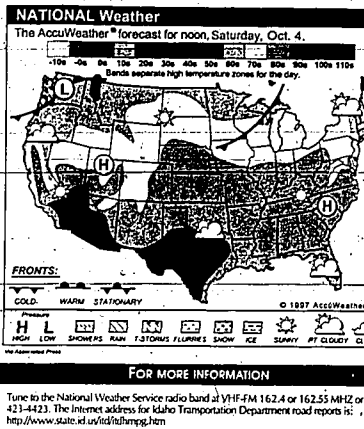 NATIONAL Weather
The AccuWeather® forecast for noon, Saturday, Oct. 4.
-10s -0s 0s 10s 20s 30s 40s 50s 60s 70s 80s 90s 100s 110s
Bands separate high temperature zones for the day.
L
H
H
FRONTS:
COLD WARM STATIONARY
© 1997 AccuWeather
Pressure
H L
HIGH LOW SHOWERS RAIN T-STORMS FLURRIES SNOW ICE SUNNY PT. CLOUDY CL
Via Associated Press
FOR MORE INFORMATION
Tune to the National Weather Service radio band at VHF-FM 162.4 or 162.55 MHZ or
423-4423. The Internet address for Idaho Transportation Department road reports is:
http://www.state.id.us/itd/itdhmpg.htm